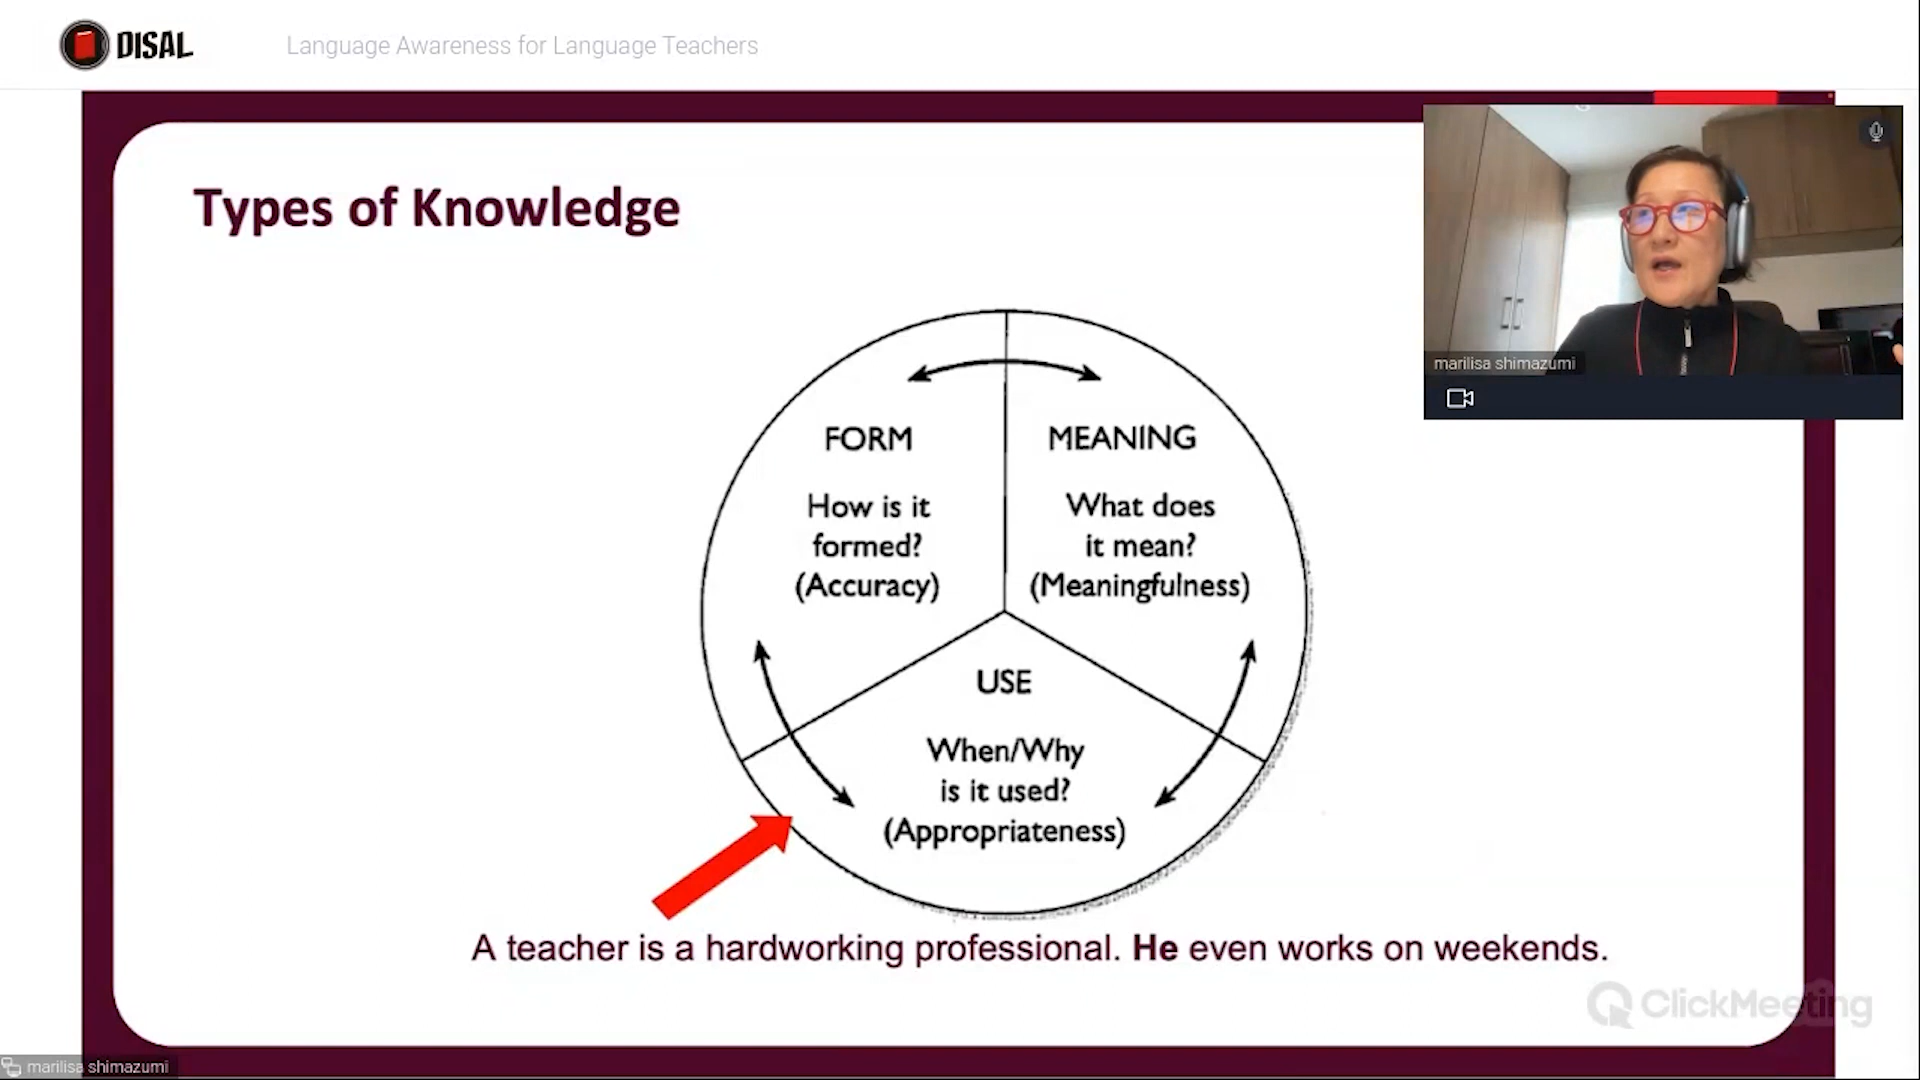 DISAL
Language Awareness for Language Teachers
Types of Knowledge
marilisa shimazumi
FORM
How is it
formed?
(Accuracy)
MEANING
What does
it mean?
(Meaningfulness)
USE
When/Why
is it used?
(Appropriateness)
A teacher is a hardworking professional. He even works on weekends.
ClickMeeting
marilisa shimazumi